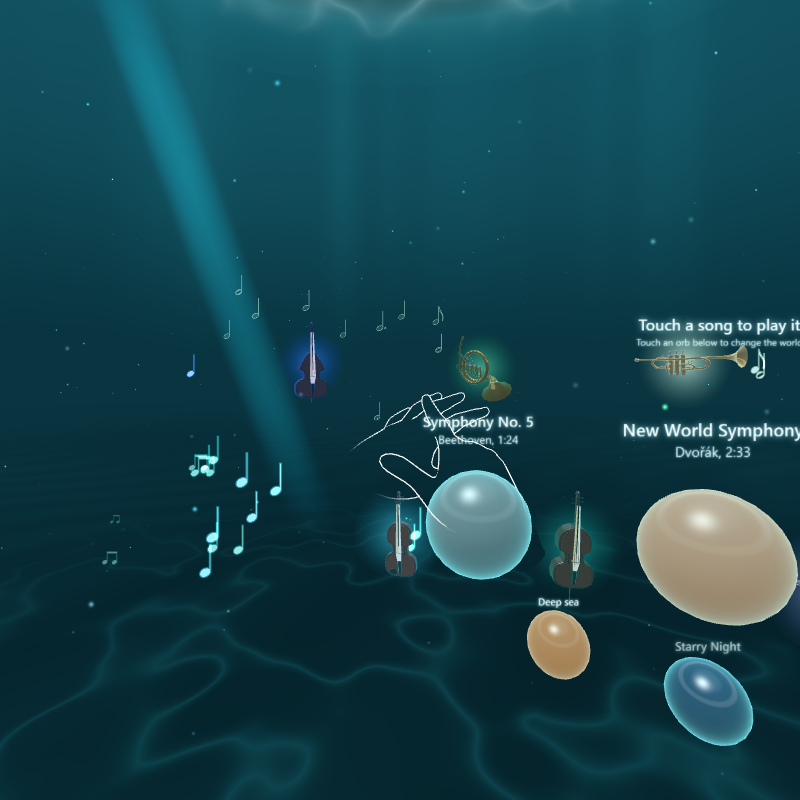 Touch a song to play it
Touch an orb below to change the world
Symphony No. 5
Beethoven, 1:24
New World Symphony
Dvořák, 2:33
Deep sea
Starry Night